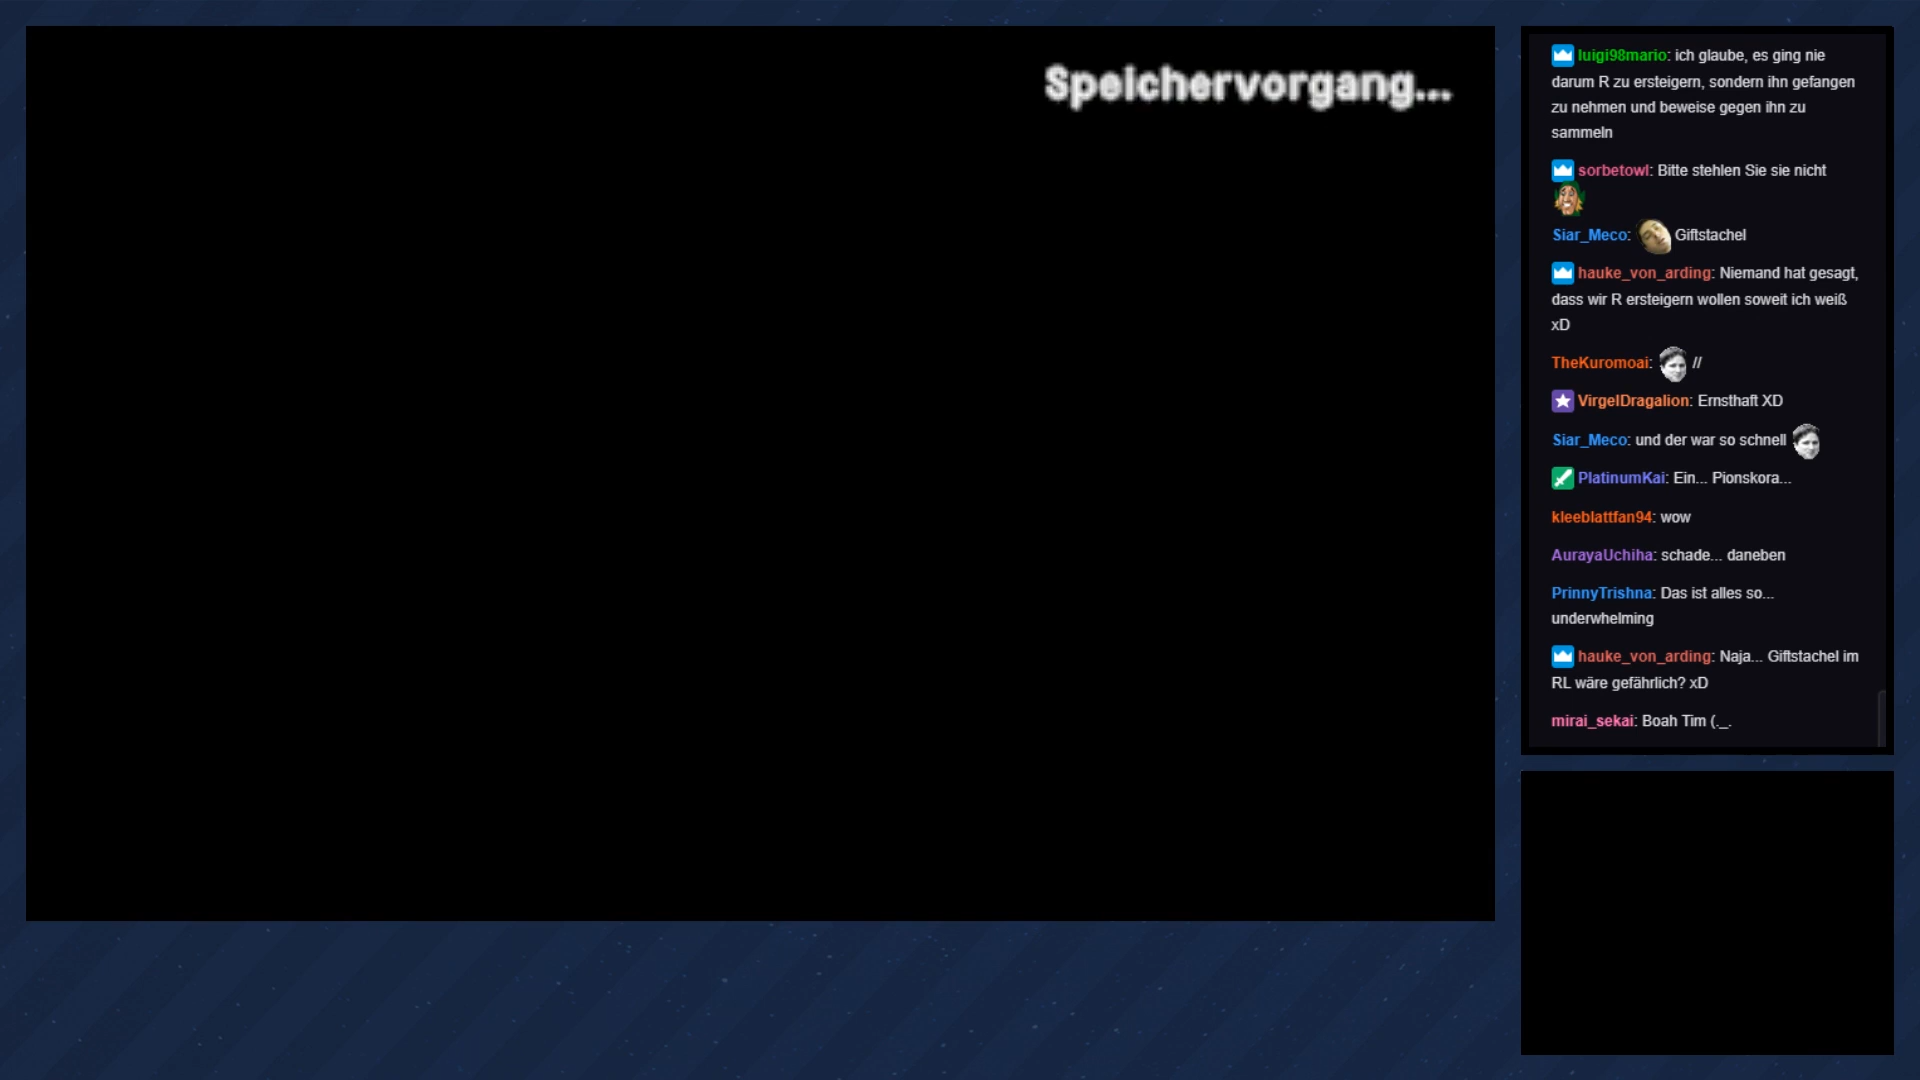 Speichervorgang...
luigi98mario: ich glaube, es ging nie
darum R zu ersteigern, sondern ihn gefangen
zu nehmen und beweise gegen ihn zu
sammeln
sorbetowl: Bitte stehlen Sie sie nicht
Siar_Meco: Giftstachel
hauke_von_arding: Niemand hat gesagt,
dass wir R ersteigern wollen soweit ich weiß
xD
TheKuromoai: //
VirgelDragalion: Ernsthaft XD
Siar_Meco: und der war so schnell
PlatinumKai: Ein... Pionskora...
kleeblattfan94: wow
AurayaUchiha: schade... daneben
PrinnyTrishna: Das ist alles so...
underwhelming
hauke_von_arding: Naja... Giftstachel im
RL wäre gefährlich? xD
mirai_sekai: Boah Tim (._.